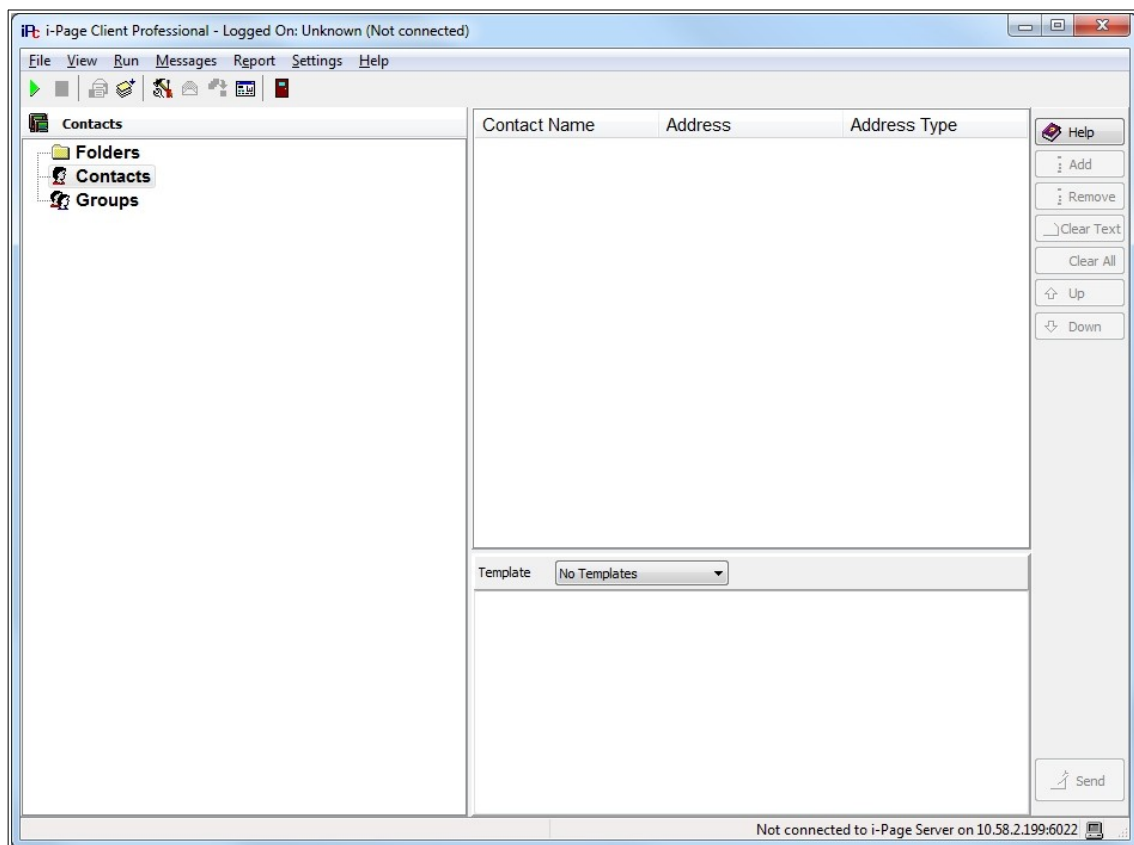 iPc i-Page Client Professional - Logged On: Unknown (Not connected)
File View Run Messages Report Settings Help
Contacts
Folders
Contacts
Groups
Contact Name Address Address Type
Help
Add
Remove
Clear Text
Clear All
Up
Down
Template No Templates
Send
Not connected to i-Page Server on 10.58.2.199:6022